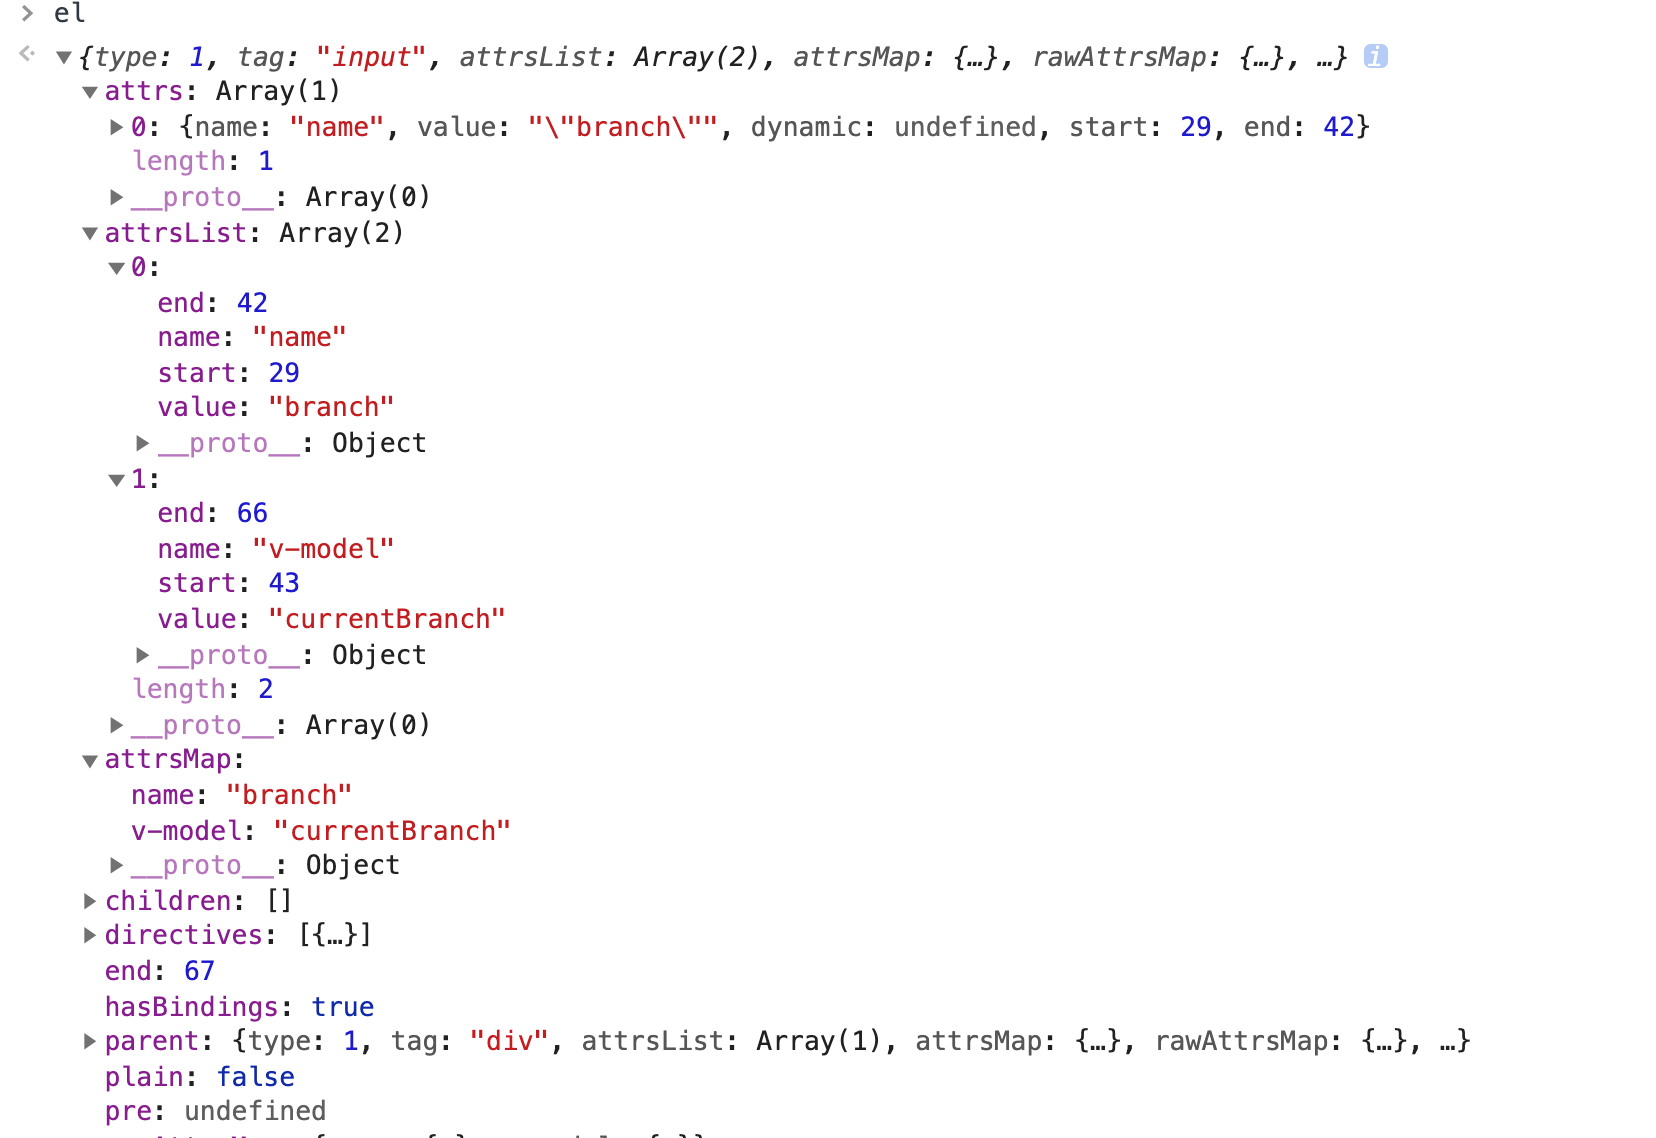 > el
{type: 1, tag: "input", attrsList: Array(2), attrsMap: {…}, rawAttrsMap: {…}, …} i
attrs: Array(1)
0: {name: "name", value: "\"branch\"", dynamic: undefined, start: 29, end: 42}
length: 1
__proto__: Array(0)
attrsList: Array(2)
0:
end: 42
name: "name"
start: 29
value: "branch"
__proto__: Object
1:
end: 66
name: "v-model"
start: 43
value: "currentBranch"
__proto__: Object
length: 2
__proto__: Array(0)
attrsMap:
name: "branch"
v-model: "currentBranch"
__proto__: Object
children: []
directives: [{…}]
end: 67
hasBindings: true
parent: {type: 1, tag: "div", attrsList: Array(1), attrsMap: {…}, rawAttrsMap: {…}, …}
plain: false
pre: undefined